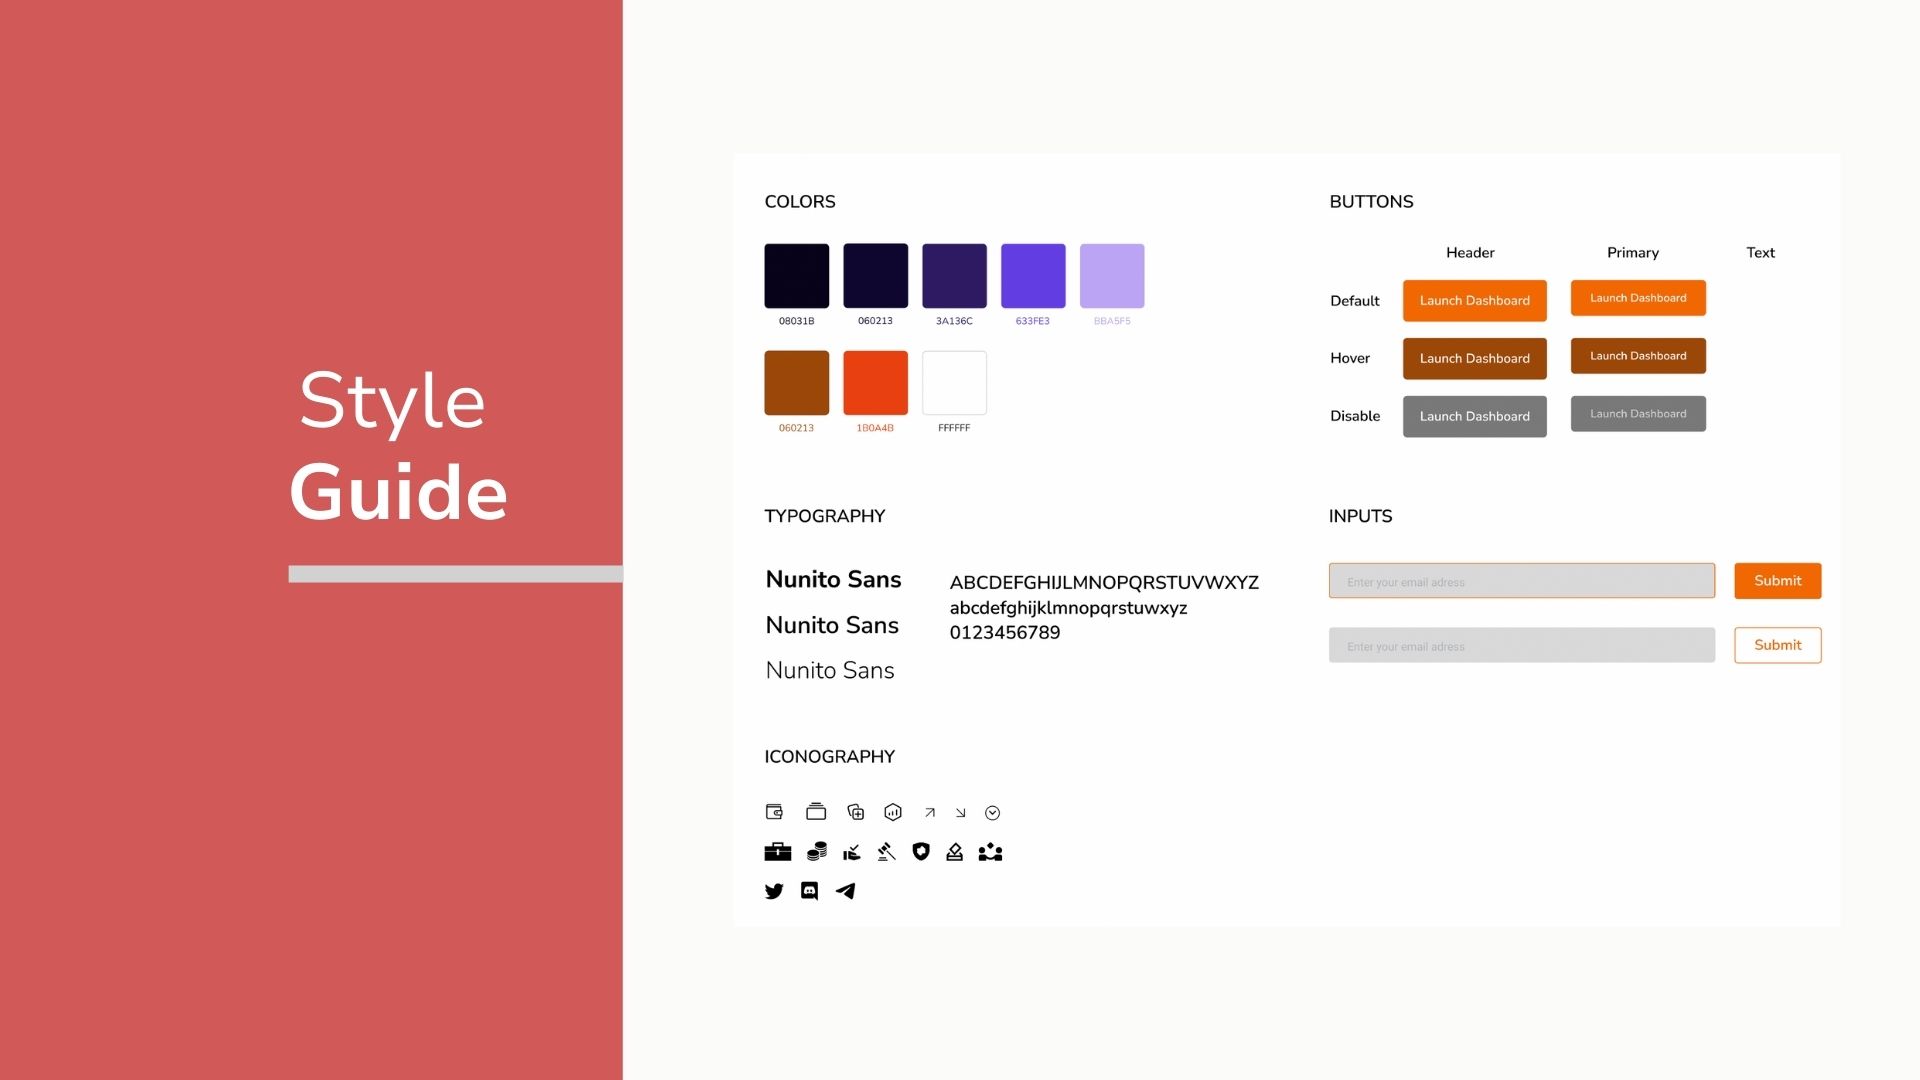 Style
Guide
COLORS
08031B
060213
3A136C
633FE3
BBA5F5
060213
1B0A4B
FFFFFF
TYPOGRAPHY
Nunito Sans
Nunito Sans
Nunito Sans
ABCDEFGHIJLMNOPQRSTUVWXYZ
abcdefghijklmnopqrstuwxyz
0123456789
ICONOGRAPHY
BUTTONS
Header Primary Text
Default Launch Dashboard Launch Dashboard
Hover Launch Dashboard Launch Dashboard
Disable Launch Dashboard Launch Dashboard
INPUTS
Enter your email adress Submit
Enter your email adress Submit